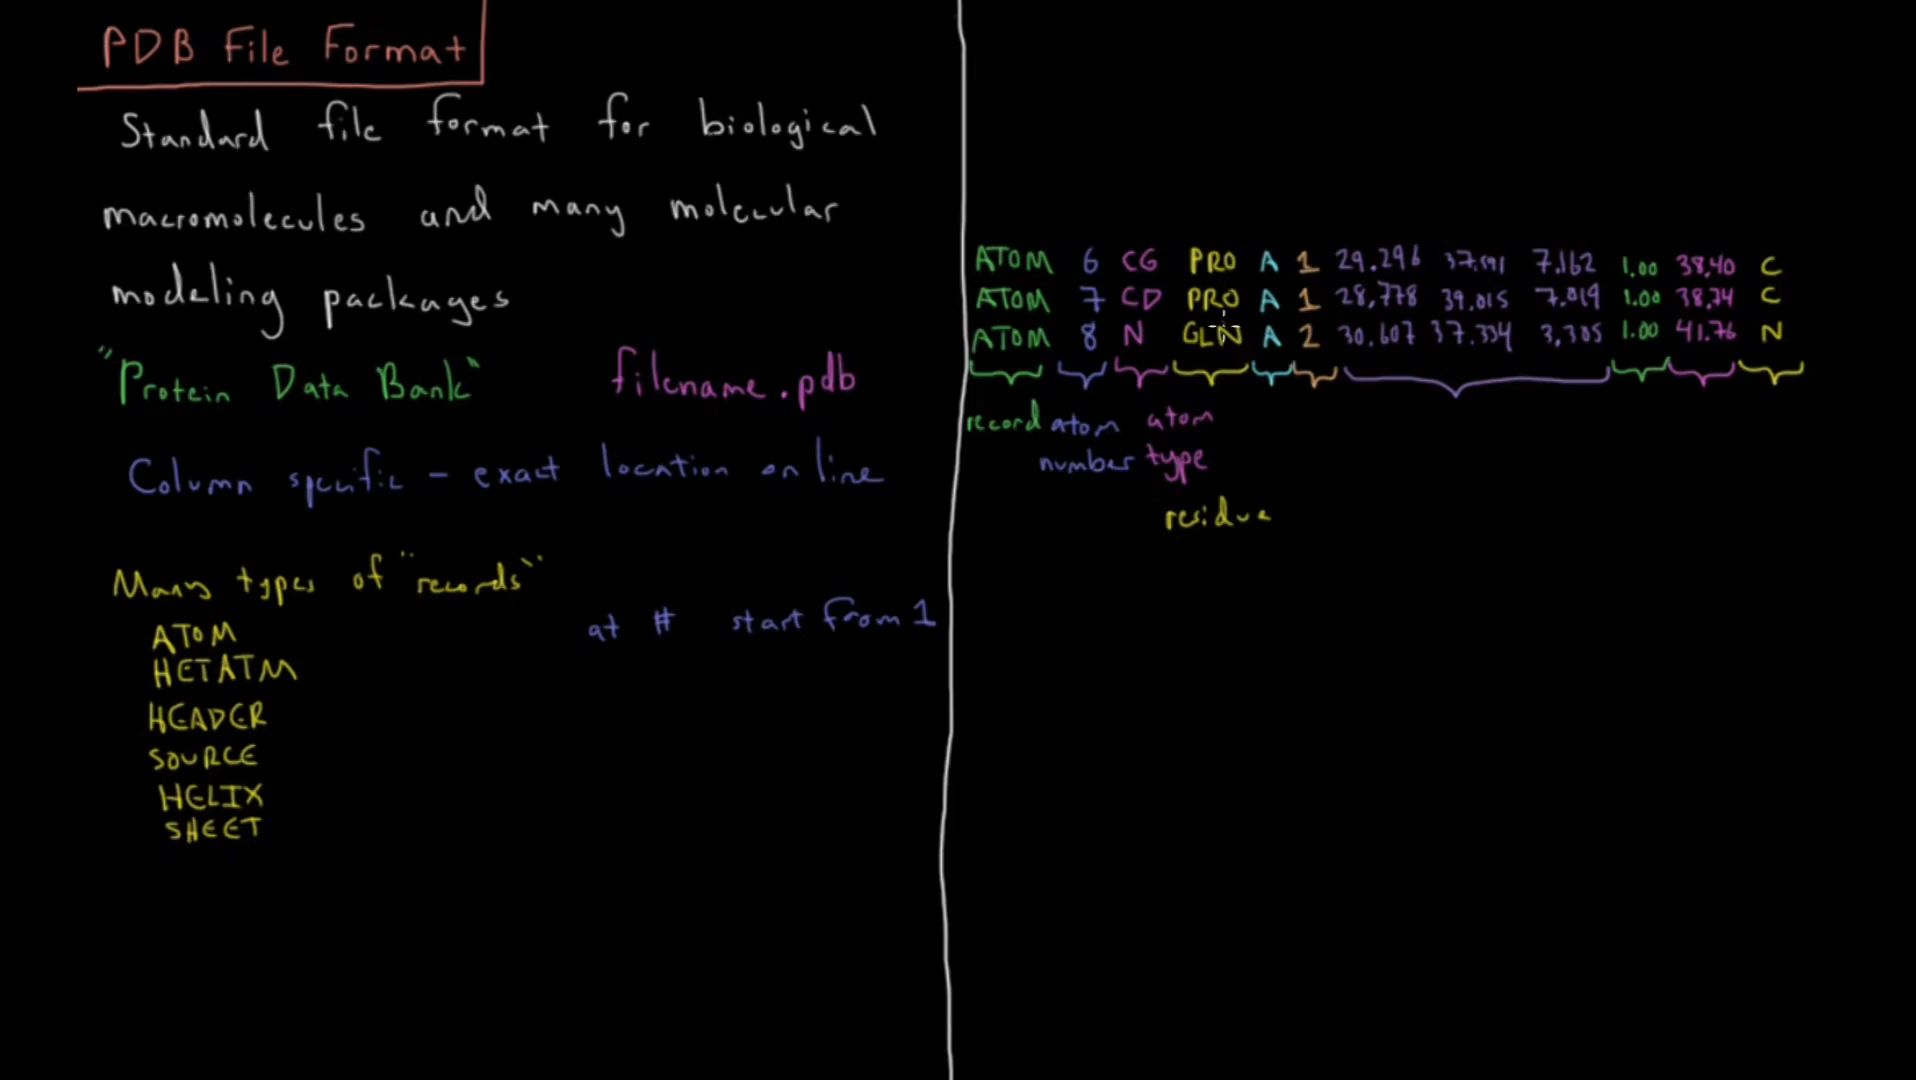 PDB File Format
Standard file format for biological
macromolecules and many molecular
modeling packages
"Protein Data Bank" filename.pdb
Column specific - exact location on line
Many types of "records"
ATOM
HETATM
HEADER
SOURCE
HELIX
SHEET
at # start from 1
ATOM 6 CG PRO A 1 29.296 37.591 7.162 1.00 38.40 C
ATOM 7 CD PRO A 1 28.778 39.015 7.019 1.00 38.74 C
ATOM 8 N GLN A 2 30.607 37.334 3.305 1.00 41.76 N
record atom atom
number type
residue